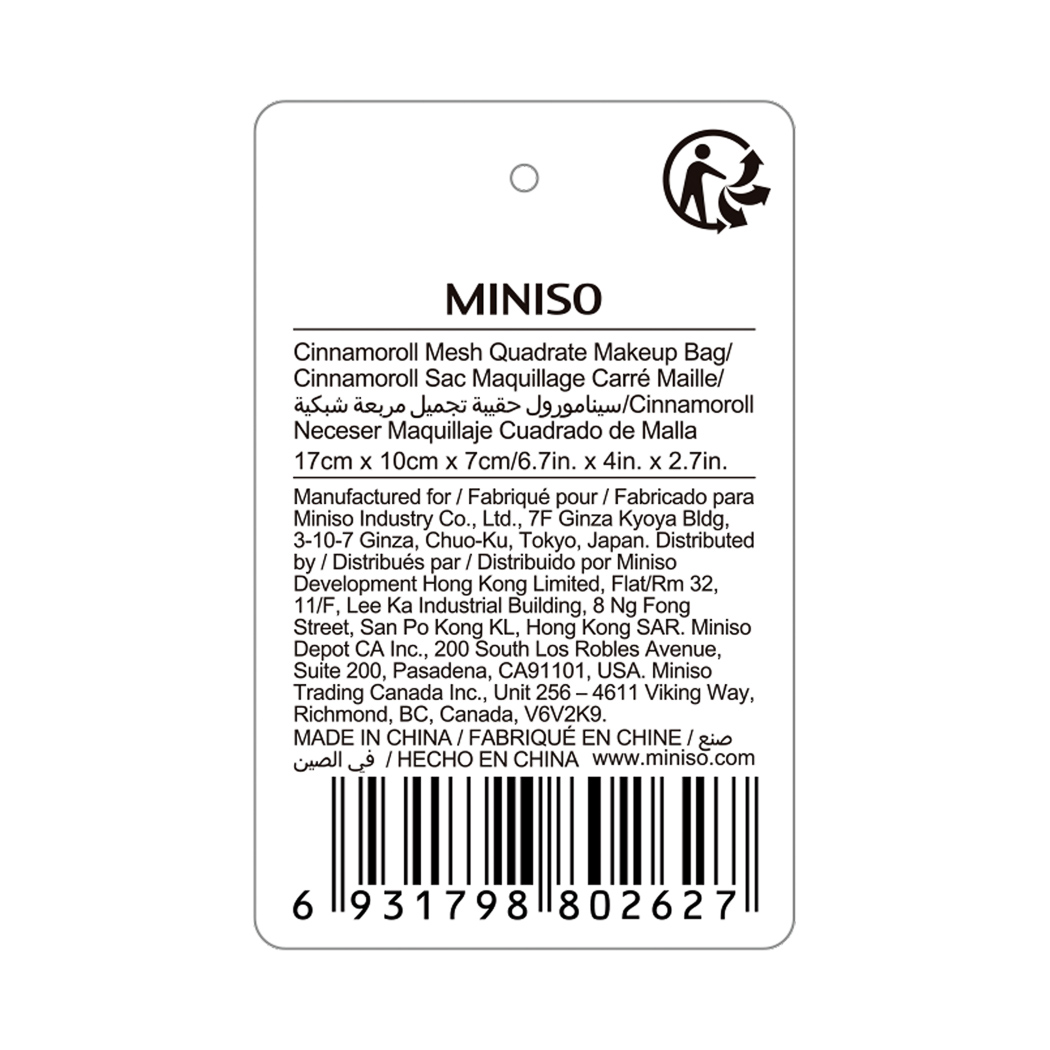 MINISO
Cinnamoroll Mesh Quadrate Makeup Bag/
Cinnamoroll Sac Maquillage Carré Maille/
سينامورول حقيبة تجميل مربعة شبكية/Cinnamoroll
Neceser Maquillaje Cuadrado de Malla
17cm x 10cm x 7cm/6.7in. x 4in. x 2.7in.
Manufactured for / Fabriqué pour / Fabricado para
Miniso Industry Co., Ltd., 7F Ginza Kyoya Bldg,
3-10-7 Ginza, Chuo-Ku, Tokyo, Japan. Distributed
by / Distribués par / Distribuido por Miniso
Development Hong Kong Limited, Flat/Rm 32,
11/F, Lee Ka Industrial Building, 8 Ng Fong
Street, San Po Kong KL, Hong Kong SAR. Miniso
Depot CA Inc., 200 South Los Robles Avenue,
Suite 200, Pasadena, CA91101, USA. Miniso
Trading Canada Inc., Unit 256 – 4611 Viking Way,
Richmond, BC, Canada, V6V2K9.
MADE IN CHINA / FABRIQUÉ EN CHINE / صنع
في الصين / HECHO EN CHINA www.miniso.com
6 931798 802627